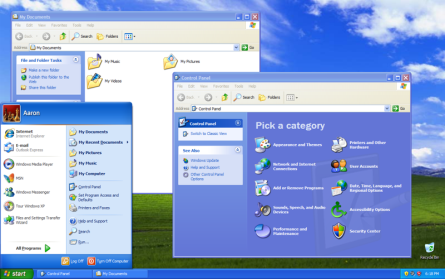 My Documents
File Edit View Favorites Tools Help
Back Search Folders
Address My Documents Go
File and Folder Tasks
Make a new folder
Publish this folder to the
Web
Share this folder
My Music
My Pictures
My Videos
Control Panel
File Edit View Favorites Tools Help
Back Search Folders
Address Control Panel Go
Control Panel
Switch to Classic View
See Also
Windows Update
Help and Support
Other Control Panel
Options
Pick a category
Appearance and Themes
Printers and Other
Hardware
Network and Internet
Connections
User Accounts
Add or Remove Programs
Date, Time, Language, and
Regional Options
Sounds, Speech, and Audio
Devices
Accessibility Options
Performance and
Maintenance
Security Center
Aaron
Internet
Internet Explorer
E-mail
Outlook Express
Windows Media Player
MSN
Windows Messenger
Tour Windows XP
Files and Settings Transfer
Wizard
All Programs
My Documents
My Recent Documents
My Pictures
My Music
My Computer
Control Panel
Set Program Access and
Defaults
Printers and Faxes
Help and Support
Search
Run...
Log Off Turn Off Computer
Recycle Bin
start Control Panel My Documents